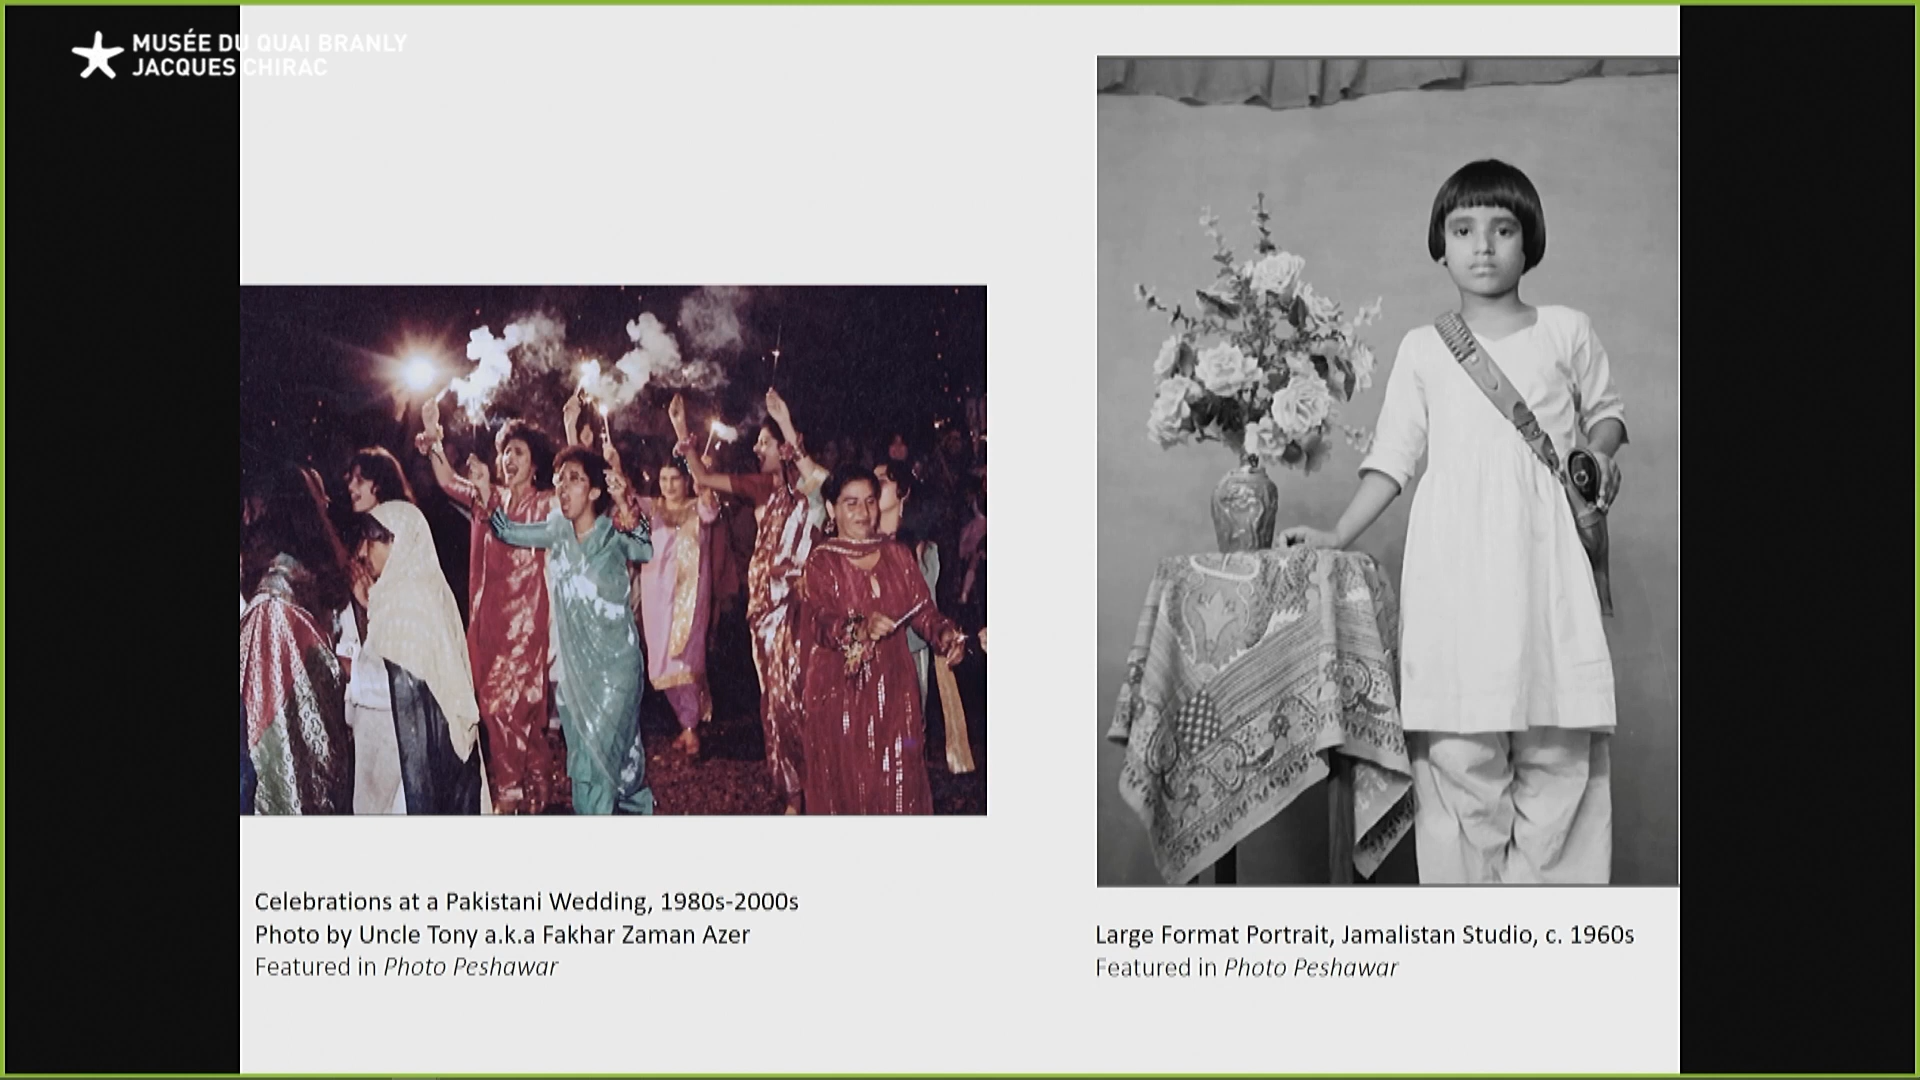 MUSÉE DU QUAI BRANLY
JACQUES CHIRAC
Celebrations at a Pakistani Wedding, 1980s-2000s
Photo by Uncle Tony a.k.a Fakhar Zaman Azer
Featured in Photo Peshawar
Large Format Portrait, Jamalistan Studio, c. 1960s
Featured in Photo Peshawar